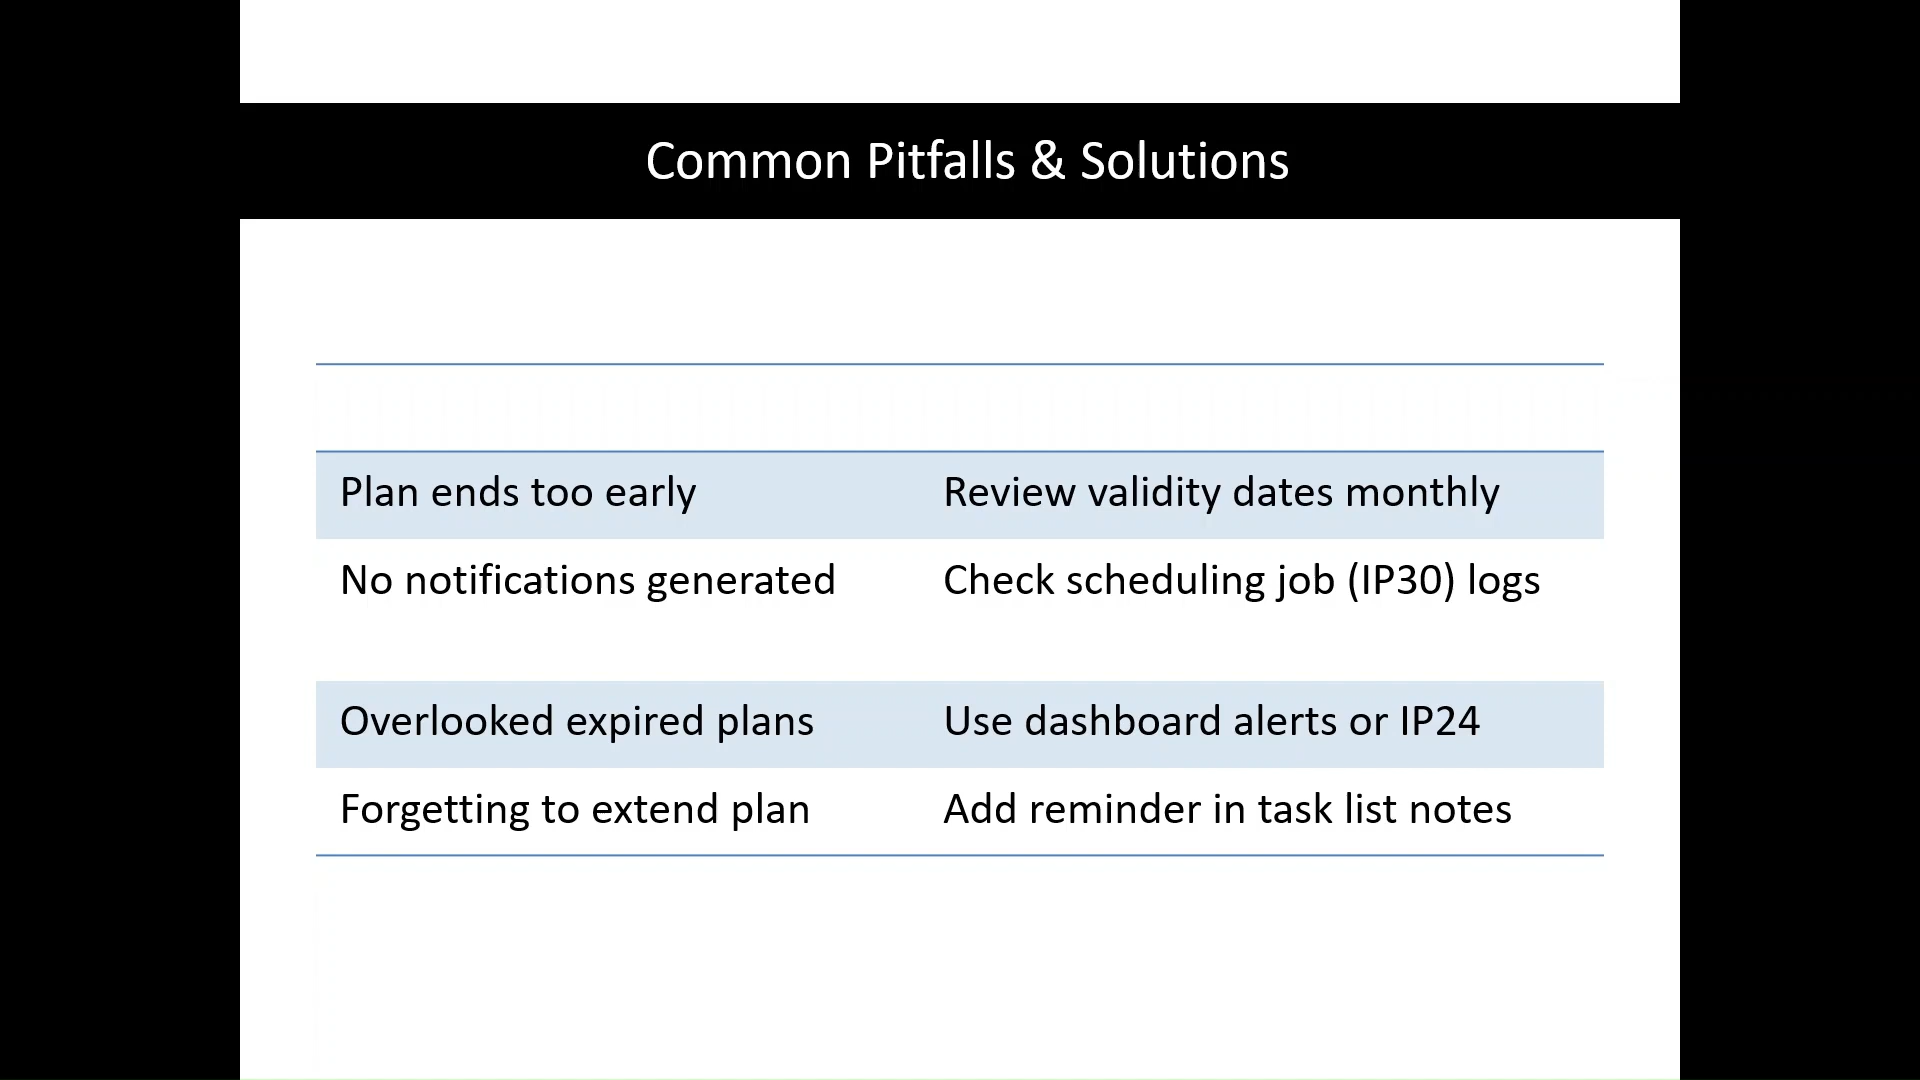 Common Pitfalls & Solutions
Plan ends too early Review validity dates monthly
No notifications generated Check scheduling job (IP30) logs
Overlooked expired plans Use dashboard alerts or IP24
Forgetting to extend plan Add reminder in task list notes